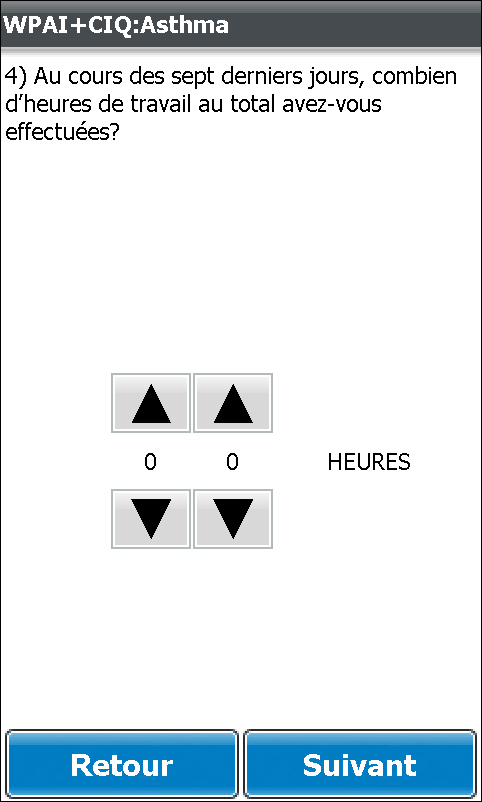 WPAI+CIQ:Asthma
4) Au cours des sept derniers jours, combien
d’heures de travail au total avez-vous
effectuées?
0 0 HEURES
Retour Suivant